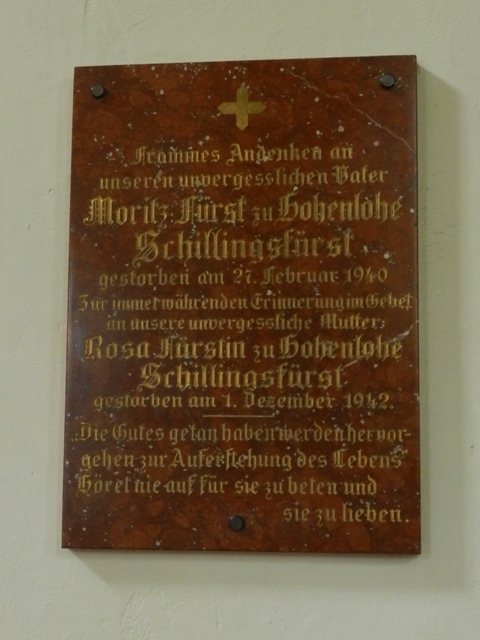 Frommes Andenken an
unseren unvergesslichen Vater
Moritz Fürst zu Hohenlohe
Schillingsfürst
gestorben am 27. Februar 1940
Zur immerwährenden Erinnerung im Gebet
an unsere unvergessliche Mutter,
Rosa Fürstin zu Hohenlohe
Schillingsfürst
gestorben am 1. Dezember 1942.
„Die Gutes getan haben werden hervor-
gehen zur Auferstehung des Lebens"
Höret nie auf für sie zu beten und
sie zu lieben.